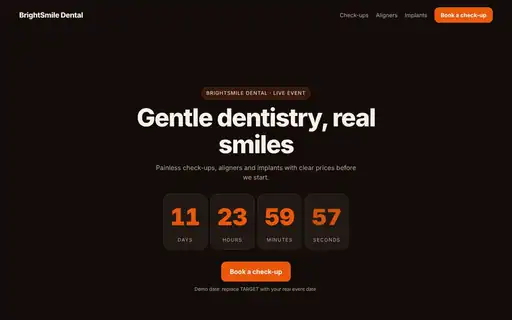 BrightSmile Dental
Check-ups Aligners Implants Book a check-up
BRIGHTSMILE DENTAL · LIVE EVENT
Gentle dentistry, real
smiles
Painless check-ups, aligners and implants with clear prices before
we start.
11 23 59 57
DAYS HOURS MINUTES SECONDS
Book a check-up
Demo date: replace TARGET with your real event date